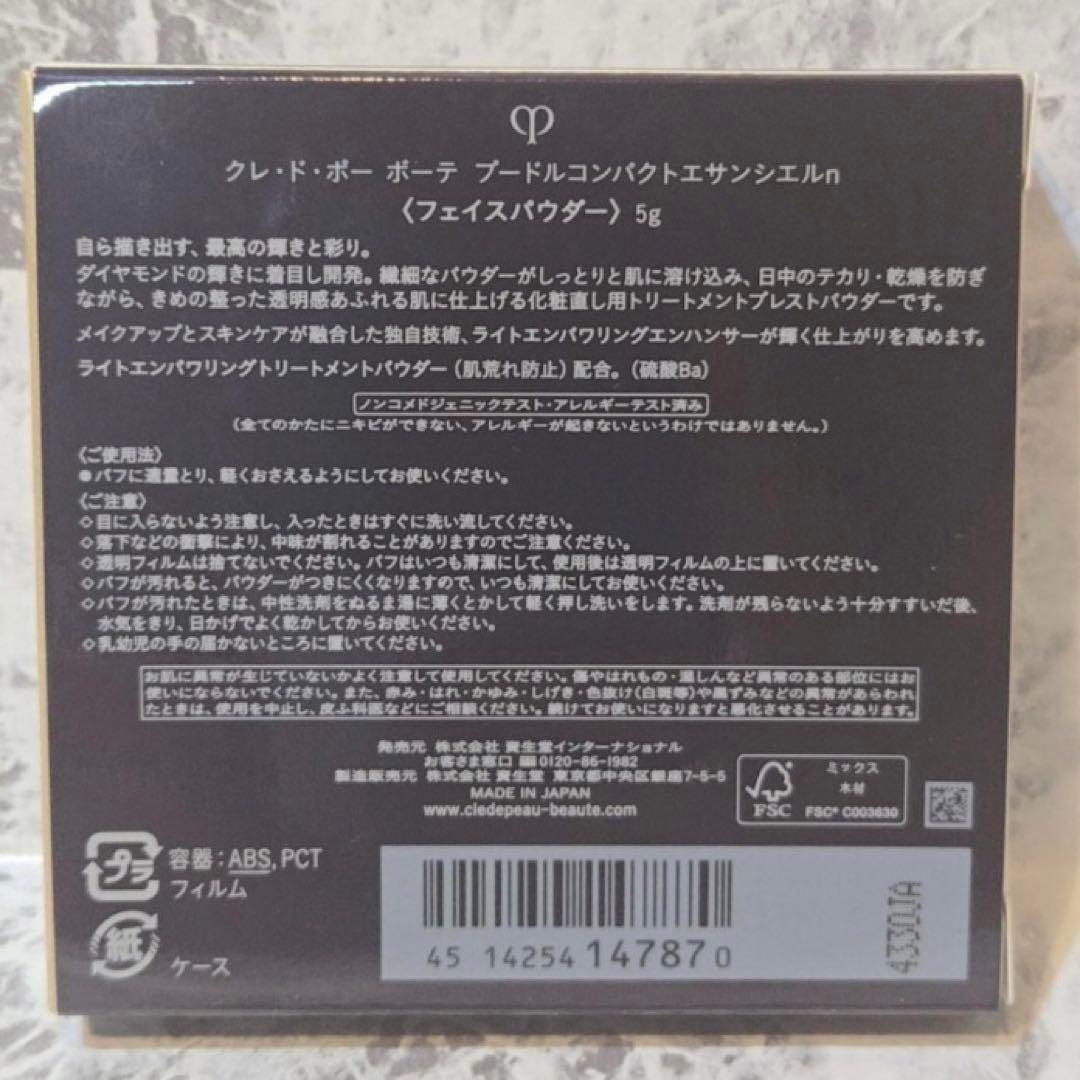 クレ・ド・ポー ボーテ プードルコンパクトエサンシエルn
〈フェイスパウダー〉 5g
自ら描き出す、最高の輝きと彩り。
ダイヤモンドの輝きに着目し開発。繊細なパウダーがしっとりと肌に溶け込み、日中のテカリ・乾燥を防ぎ
ながら、きめの整った透明感あふれる肌に仕上げる化粧直し用トリートメントプレストパウダーです。
メイクアップとスキンケアが融合した独自技術、ライトエンパワリングエンハンサーが輝く仕上がりを高めます。
ライトエンパワリングトリートメントパウダー（肌荒れ防止）配合。（硫酸Ba）
ノンコメドジェニックテスト・アレルギーテスト済み
（全てのかたにニキビができない、アレルギーが起きないというわけではありません。）
〈ご使用法〉
●パフに適量とり、軽くおさえるようにしてお使いください。
〈ご注意〉
◇目に入らないよう注意し、入ったときはすぐに洗い流してください。
◇落下などの衝撃により、中味が割れることがありますのでご注意ください。
◇透明フィルムは捨てないでください。パフはいつも清潔にして、使用後は透明フィルムの上に置いてください。
◇パフが汚れると、パウダーがつきにくくなりますので、いつも清潔にしてお使いください。
◇パフが汚れたときは、中性洗剤をぬるま湯に薄くとかして軽く押し洗いをします。洗剤が残らないよう十分すすいだ後、
水気をきり、日かげでよく乾かしてからお使いください。
◇乳幼児の手の届かないところに置いてください。
お肌に異常が生じていないかよく注意して使用してください。傷やはれもの・湿しんなど異常のある部位にはお
使いにならないでください。また、赤み・はれ・かゆみ・しげき・色抜け（白斑等）や黒ずみなどの異常があらわれ
たときは、使用を中止し、皮ふ科医などにご相談ください。続けてお使いになりますと悪化させることがあります。
発売元 株式会社 資生堂インターナショナル
お客さま窓口 0120-86-1982
製造販売元 株式会社 資生堂 東京都中央区銀座7-5-5
MADE IN JAPAN
www.cledepeau-beaute.com
FSC
ミックス
木材
FSC® C003630
プラ
容器：ABS, PCT
フィルム
紙
ケース
45 14254 14787 0
4330JA